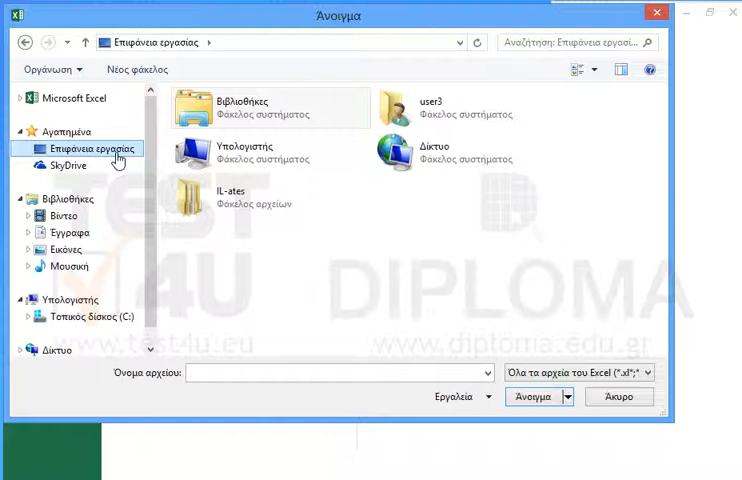 Άνοιγμα
Επιφάνεια εργασίας
Αναζήτηση: Επιφάνεια εργασί...
Οργάνωση
Νέος φάκελος
Microsoft Excel
Αγαπημένα
Επιφάνεια εργασίας
SkyDrive
Βιβλιοθήκες
Βίντεο
Έγγραφα
Εικόνες
Μουσική
Υπολογιστής
Τοπικός δίσκος (C:)
Δίκτυο
Βιβλιοθήκες
Φάκελος συστήματος
user3
Φάκελος συστήματος
Υπολογιστής
Φάκελος συστήματος
Δίκτυο
Φάκελος συστήματος
IL-ates
Φάκελος αρχείων
TEST
4U
DIPLOMA
www.test4u.eu
www.diploma.edu.gr
Όνομα αρχείου:
Όλα τα αρχεία του Excel (*.xl*;*
Εργαλεία
Άνοιγμα
Άκυρο